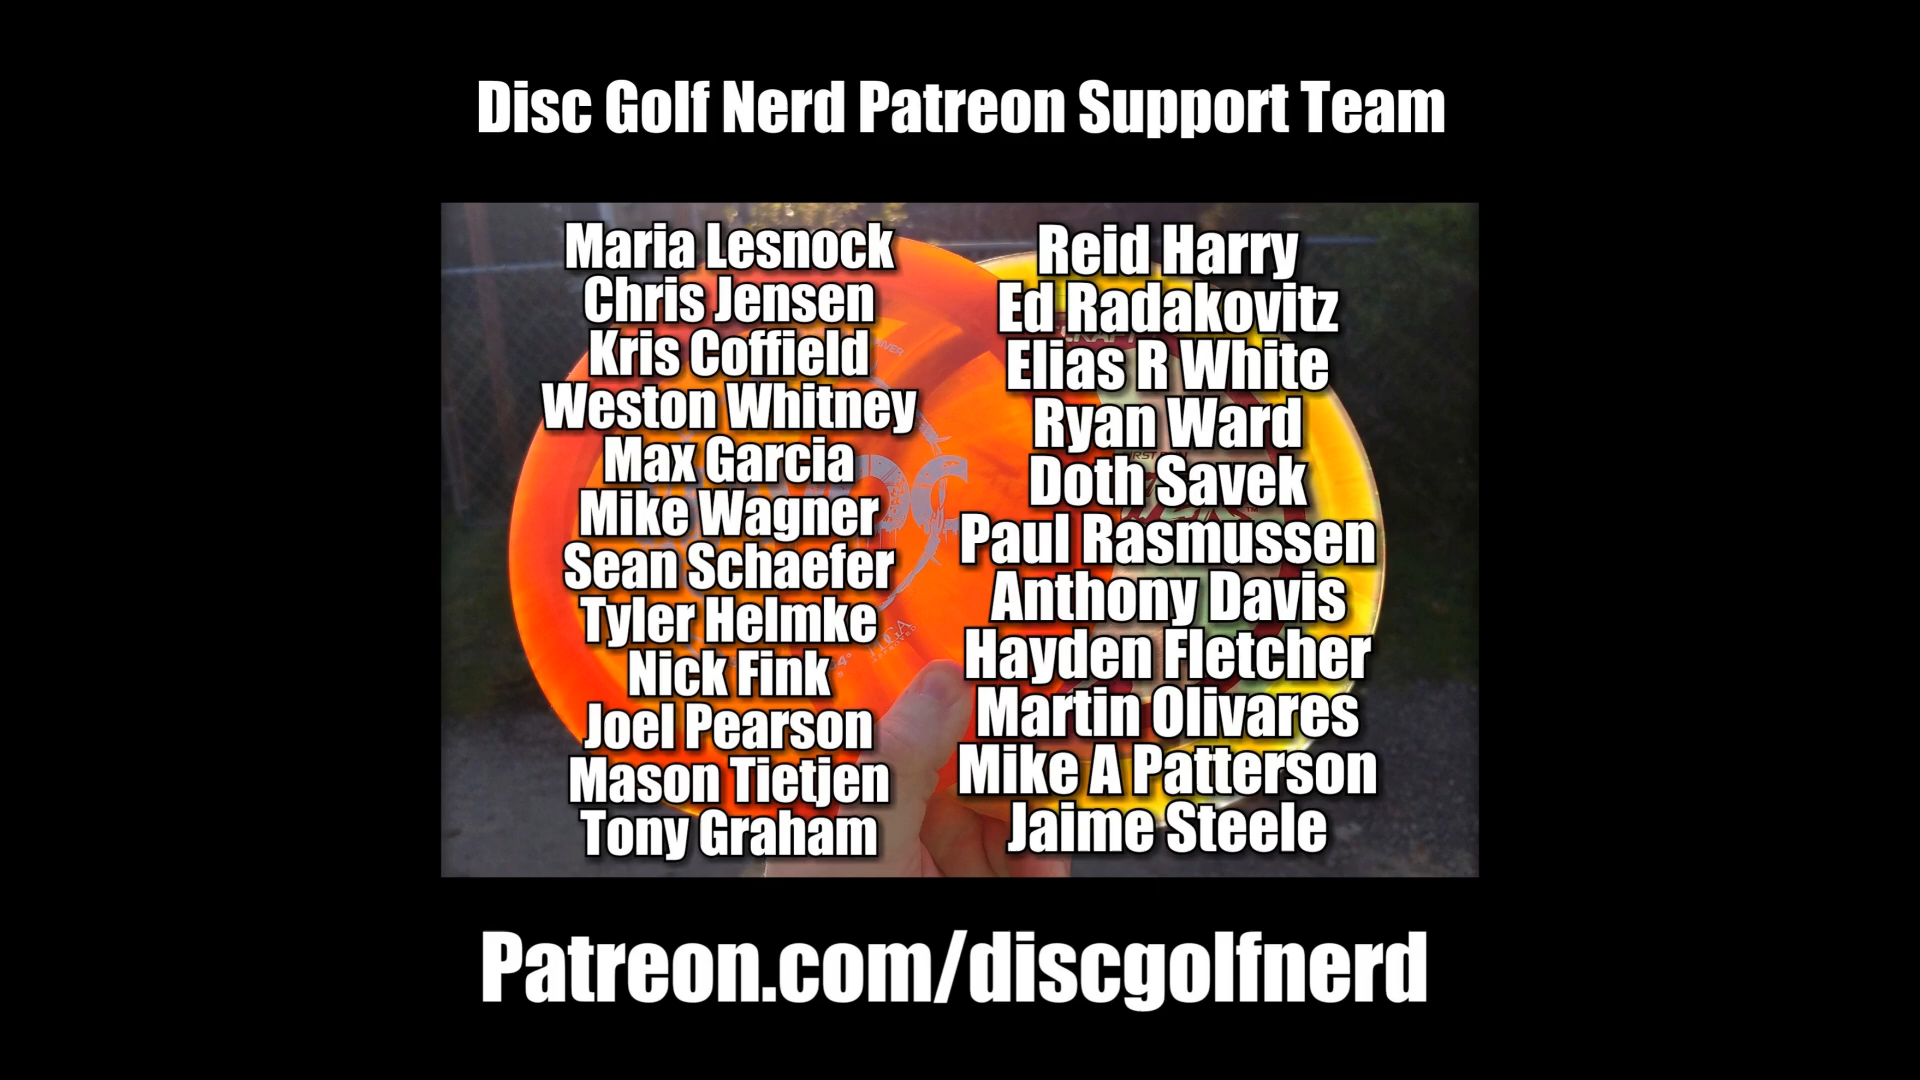 Disc Golf Nerd Patreon Support Team
Maria Lesnock
Chris Jensen
Kris Coffield
Weston Whitney
Max Garcia
Mike Wagner
Sean Schaefer
Tyler Helmke
Nick Fink
Joel Pearson
Mason Tietjen
Tony Graham
Reid Harry
Ed Radakovitz
Elias R White
Ryan Ward
Doth Savek
Paul Rasmussen
Anthony Davis
Hayden Fletcher
Martin Olivares
Mike A Patterson
Jaime Steele
Patreon.com/discgolfnerd